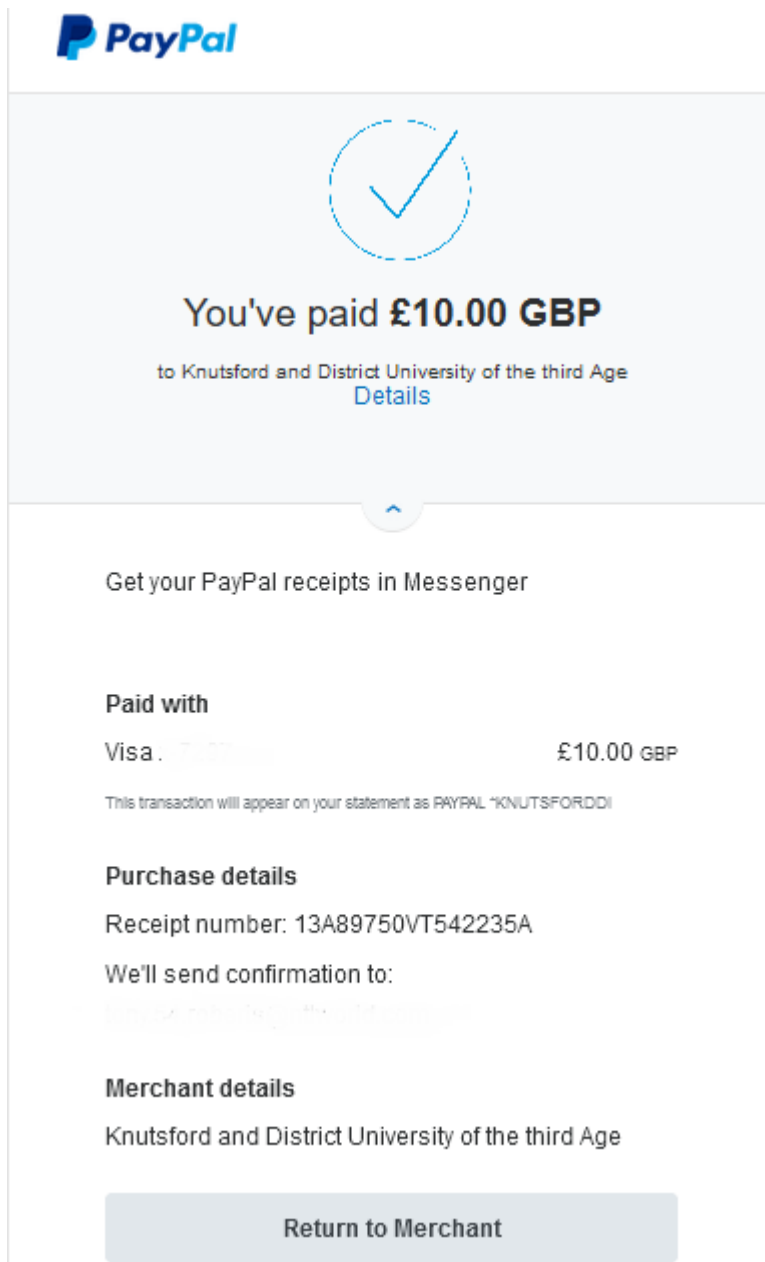 PayPal
You've paid £10.00 GBP
to Knutsford and District University of the third Age
Details
Get your PayPal receipts in Messenger
Paid with
Visa £10.00 GBP
This transaction will appear on your statement as PAYPAL *KNUTSFORDDI
Purchase details
Receipt number: 13A89750VT542235A
We'll send confirmation to:
Merchant details
Knutsford and District University of the third Age
Return to Merchant